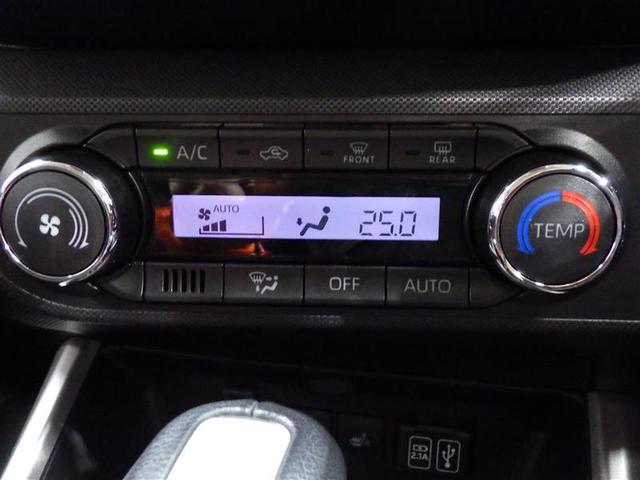 A/C
FRONT
REAR
AUTO
25.0
TEMP
OFF
AUTO
2.1A